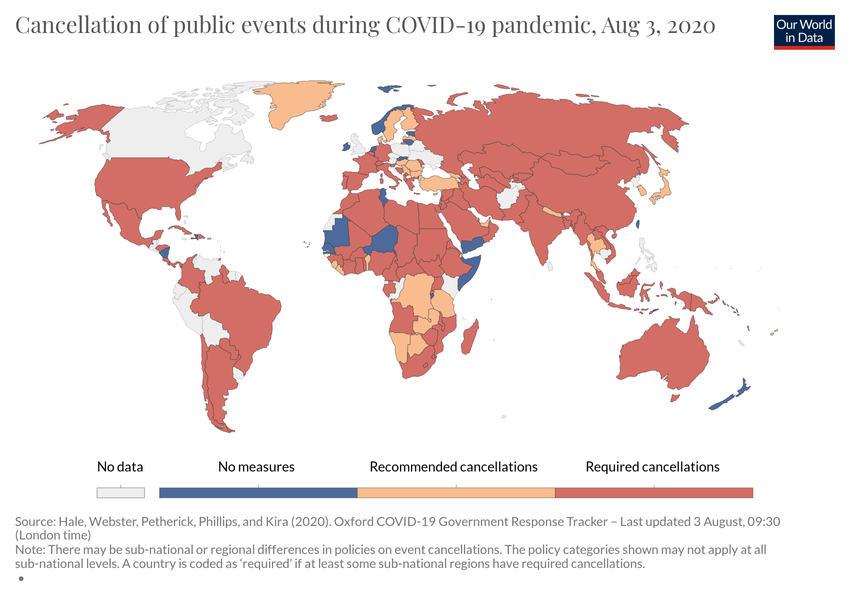 Cancellation of public events during COVID-19 pandemic, Aug 3, 2020
Our World
in Data
No data
No measures
Recommended cancellations
Required cancellations
Source: Hale, Webster, Petherick, Phillips, and Kira (2020). Oxford COVID-19 Government Response Tracker – Last updated 3 August, 09:30
(London time)
Note: There may be sub-national or regional differences in policies on event cancellations. The policy categories shown may not apply at all
sub-national levels. A country is coded as ‘required’ if at least some sub-national regions have required cancellations.